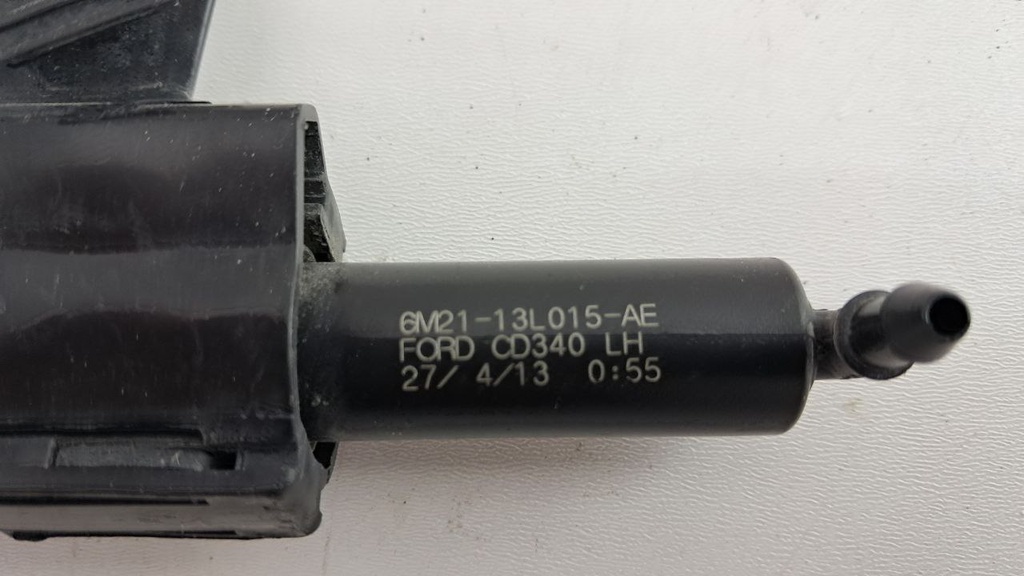 6M21-13L015-AE
FORD CD340 LH
27/ 4/13 0:55